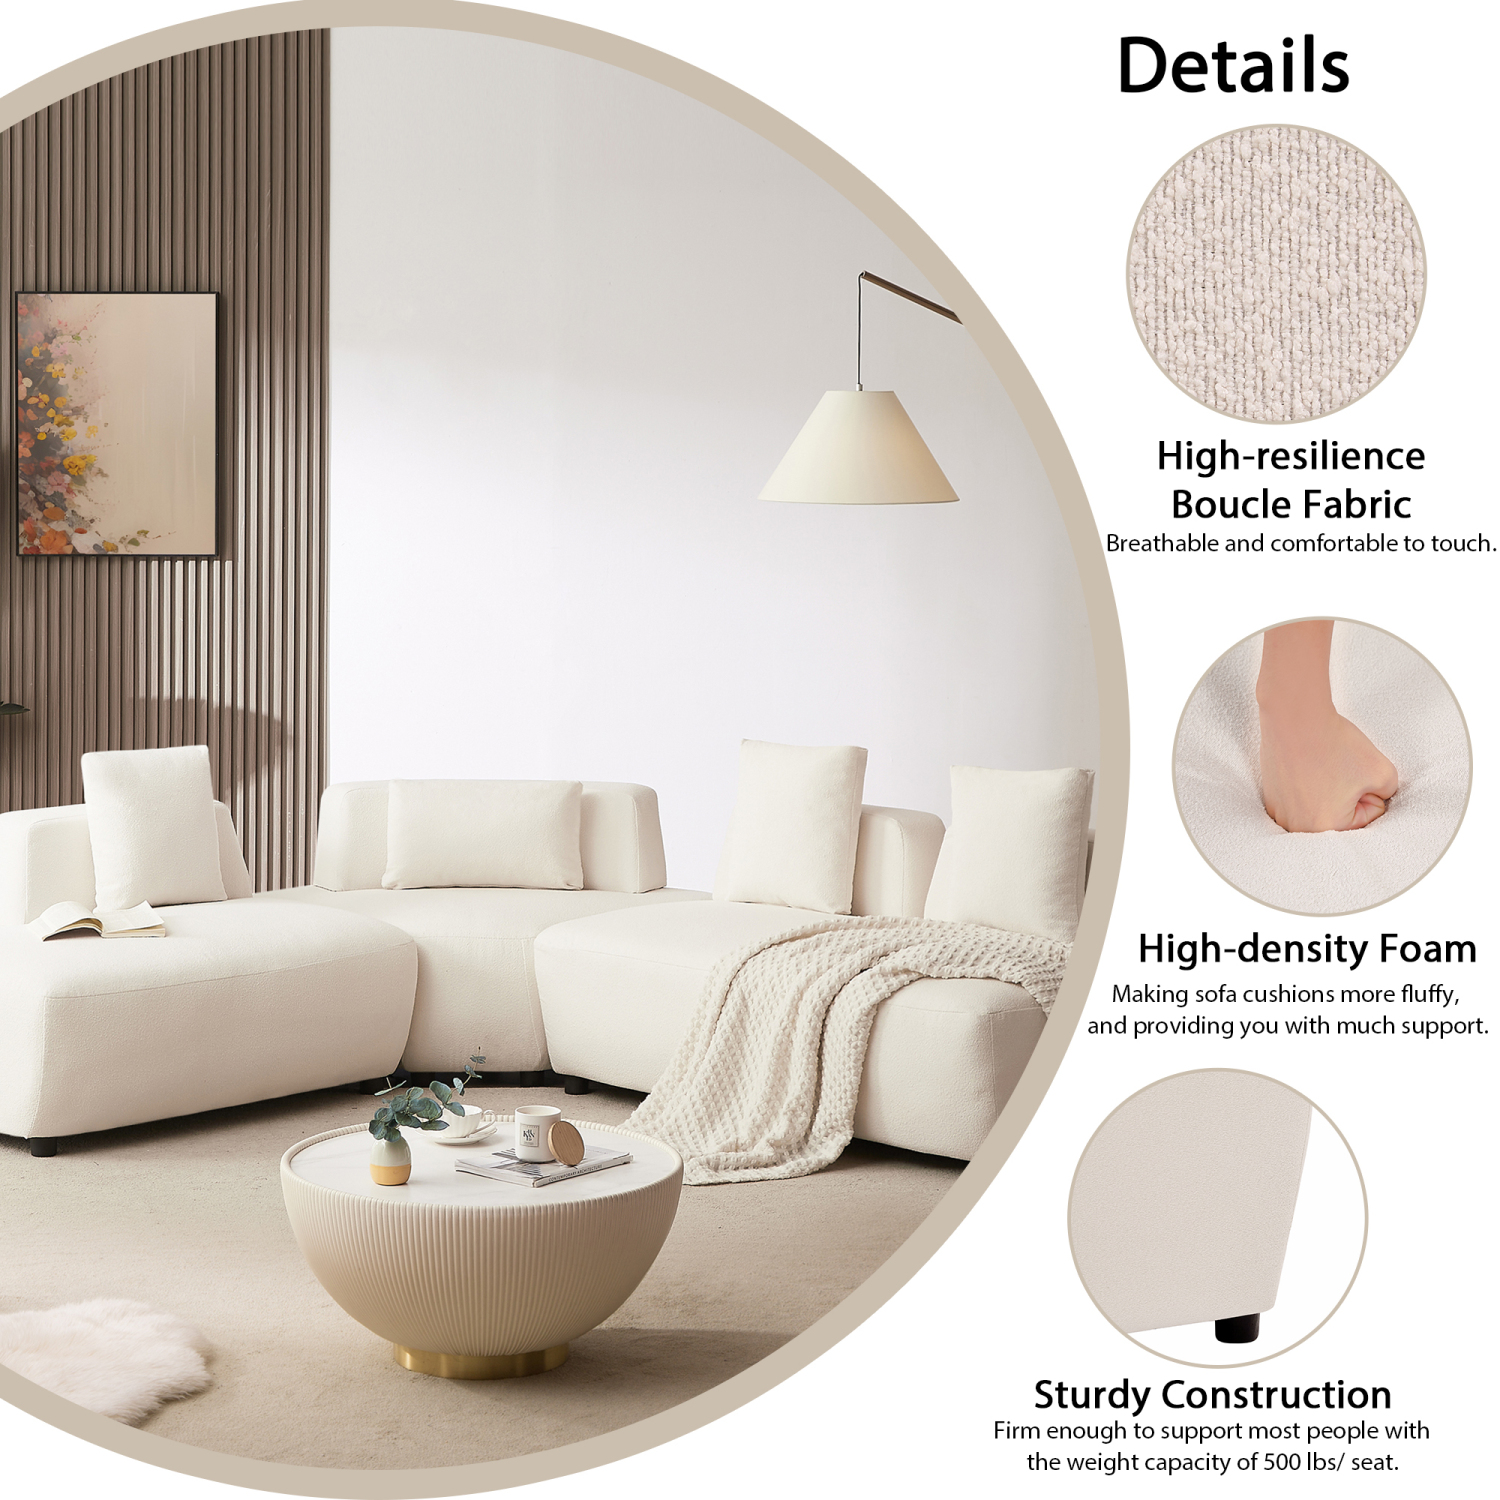 Details
High-resilience
Boucle Fabric
Breathable and comfortable to touch.
High-density Foam
Making sofa cushions more fluffy,
and providing you with much support.
Sturdy Construction
Firm enough to support most people with
the weight capacity of 500 lbs/ seat.